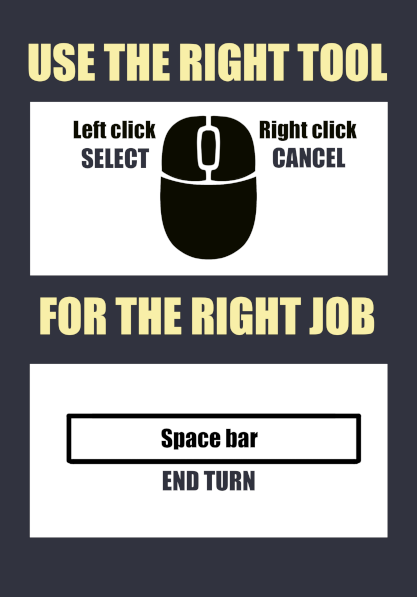 USE THE RIGHT TOOL
Left click
SELECT
Right click
CANCEL
FOR THE RIGHT JOB
Space bar
END TURN